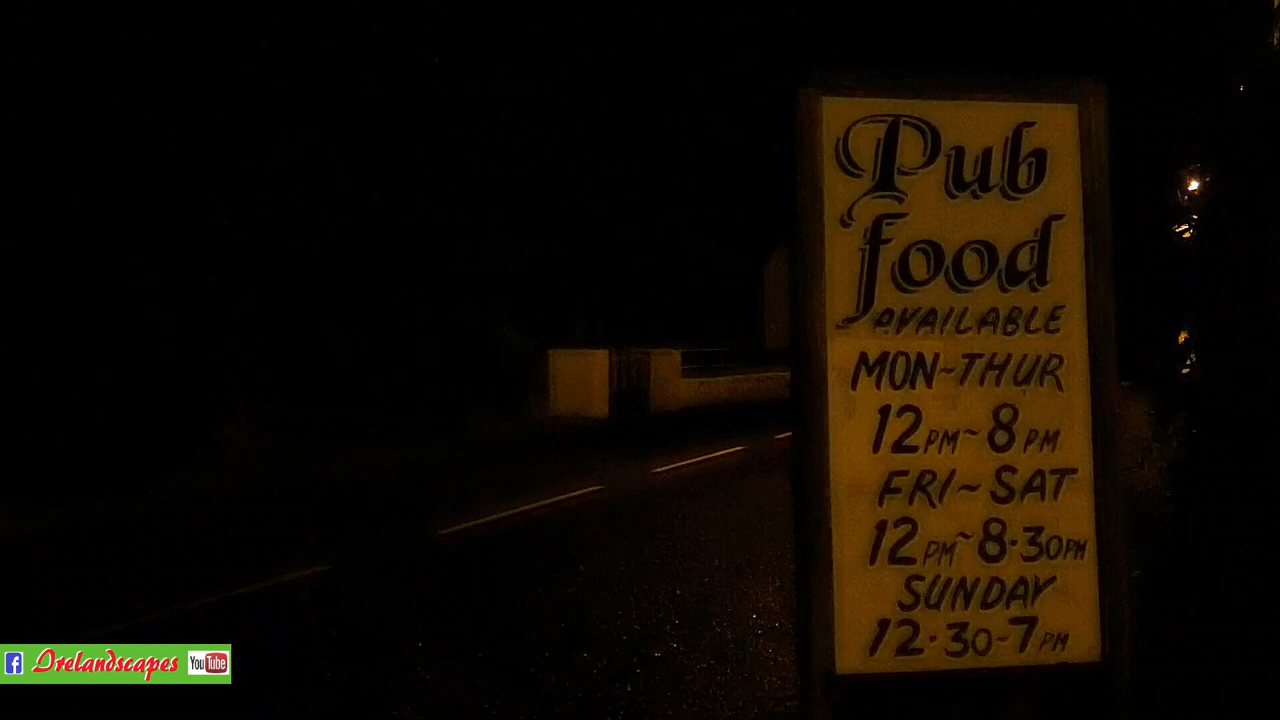 Pub
food
AVAILABLE
MON~THUR
12PM~8PM
FRI~SAT
12PM~8·30PM
SUNDAY
12·30-7PM
f Irelandscapes YouTube